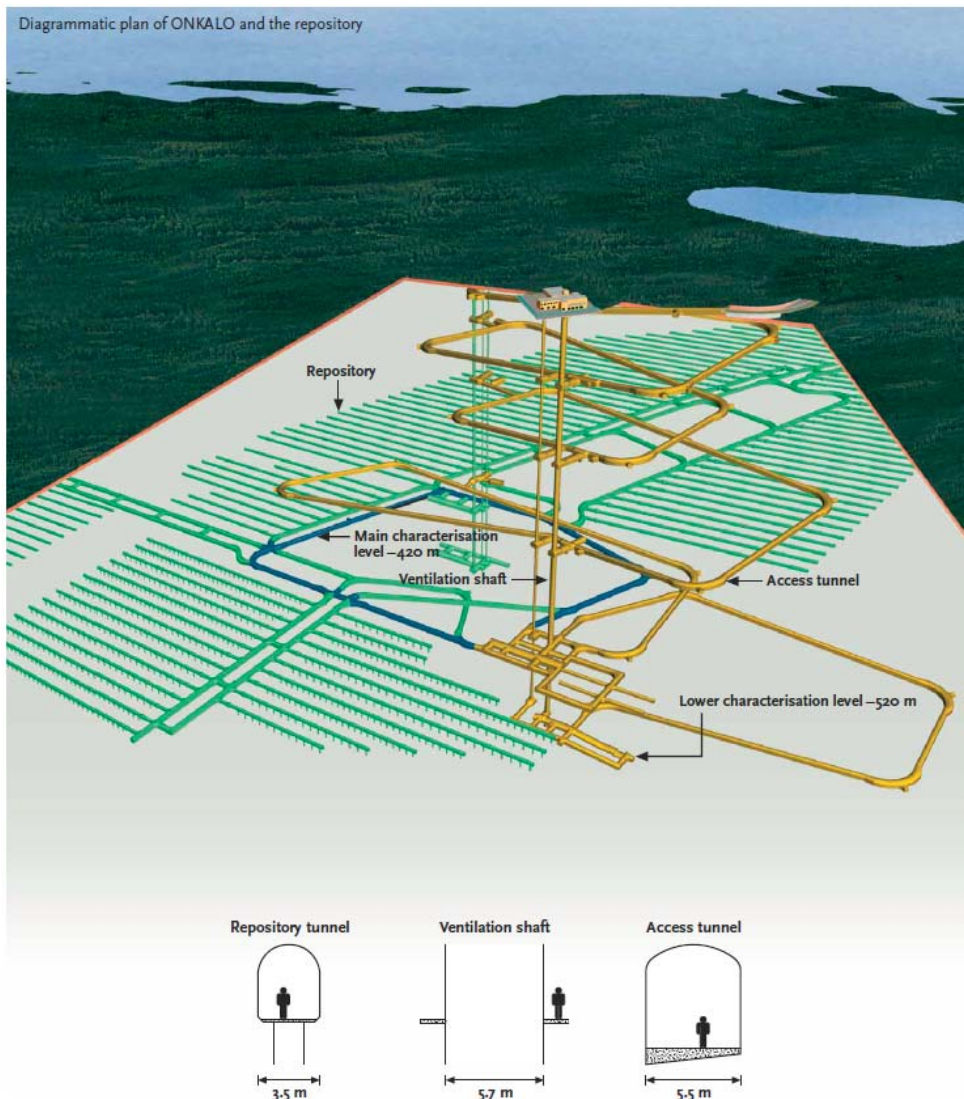 Diagrammatic plan of ONKALO and the repository
Repository
Main characterisation
level –420 m
Ventilation shaft
Access tunnel
Lower characterisation level –520 m
Repository tunnel
Ventilation shaft
Access tunnel
3·5 m
5·7 m
5·5 m